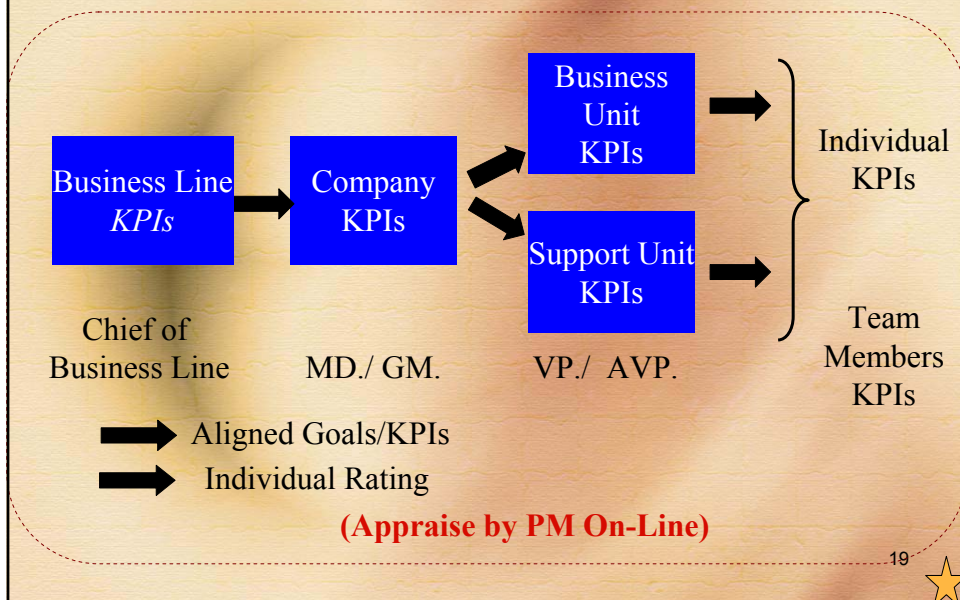 Business Line
KPIs
Company
KPIs
Business
Unit
KPIs
Support Unit
KPIs
Individual
KPIs
Team
Members
KPIs
Chief of
Business Line
MD./ GM.
VP./ AVP.
Aligned Goals/KPIs
Individual Rating
(Appraise by PM On-Line)
19